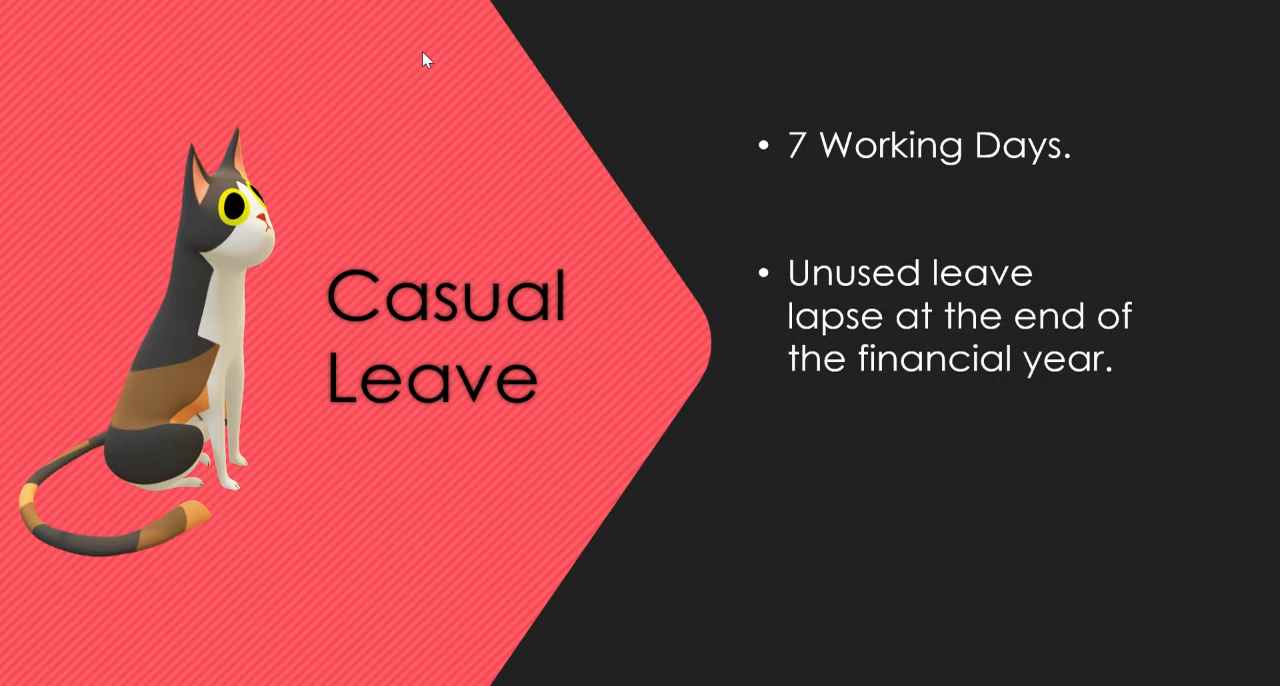 Casual
Leave
• 7 Working Days.
• Unused leave
lapse at the end of
the financial year.